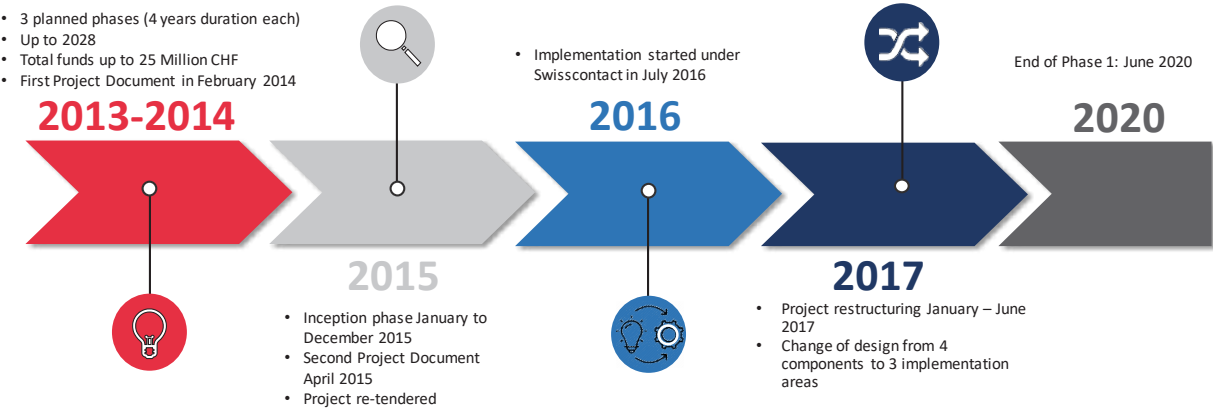 • 3 planned phases (4 years duration each)
• Up to 2028
• Total funds up to 25 Million CHF
• First Project Document in February 2014
2013-2014
2015
• Inception phase January to
December 2015
• Second Project Document
April 2015
• Project re-tendered
• Implementation started under
Swisscontact in July 2016
2016
2017
• Project restructuring January – June
2017
• Change of design from 4
components to 3 implementation
areas
End of Phase 1: June 2020
2020